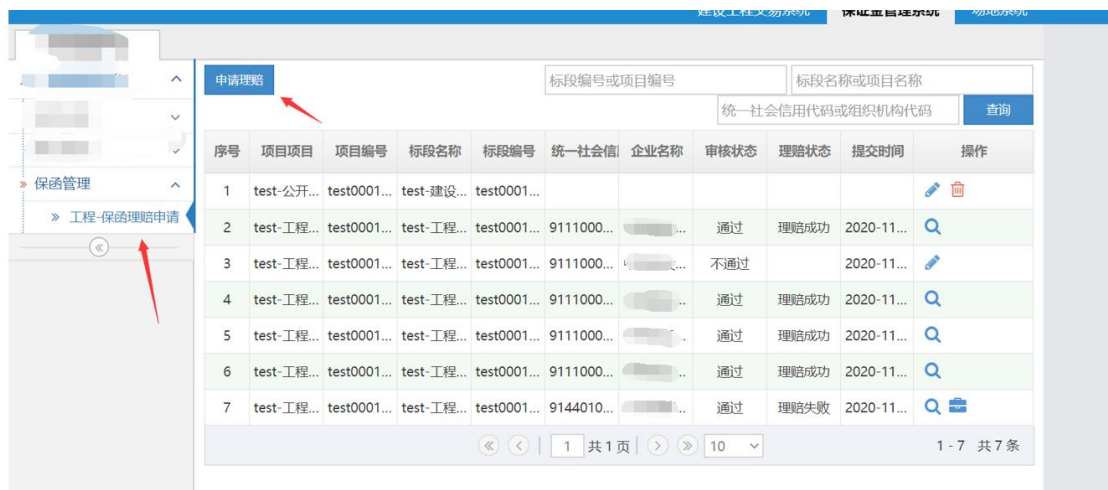 建设工程交易系统 保证金管理系统 场地系统
申请理赔 标段编号或项目编号 标段名称或项目名称
统一社会信用代码或组织机构代码 查询
保函管理
工程-保函理赔申请
序号 项目项目 项目编号 标段名称 标段编号 统一社会信 企业名称 审核状态 理赔状态 提交时间 操作
1 test-公开... test0001... test-建设... test0001...
2 test-工程... test0001... test-工程... test0001... 9111000... 通过 理赔成功 2020-11...
3 test-工程... test0001... test-工程... test0001... 9111000... 不通过 2020-11...
4 test-工程... test0001... test-工程... test0001... 9111000... 通过 理赔成功 2020-11...
5 test-工程... test0001... test-工程... test0001... 9111000... 通过 理赔成功 2020-11...
6 test-工程... test0001... test-工程... test0001... 9111000... 通过 理赔成功 2020-11...
7 test-工程... test0001... test-工程... test0001... 9144010... 通过 理赔失败 2020-11...
1 共1页 10 1 - 7 共7条